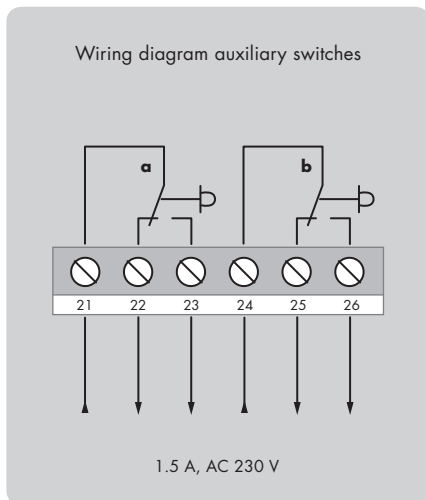 Wiring diagram auxiliary switches
a b
21 22 23 24 25 26
1.5 A, AC 230 V